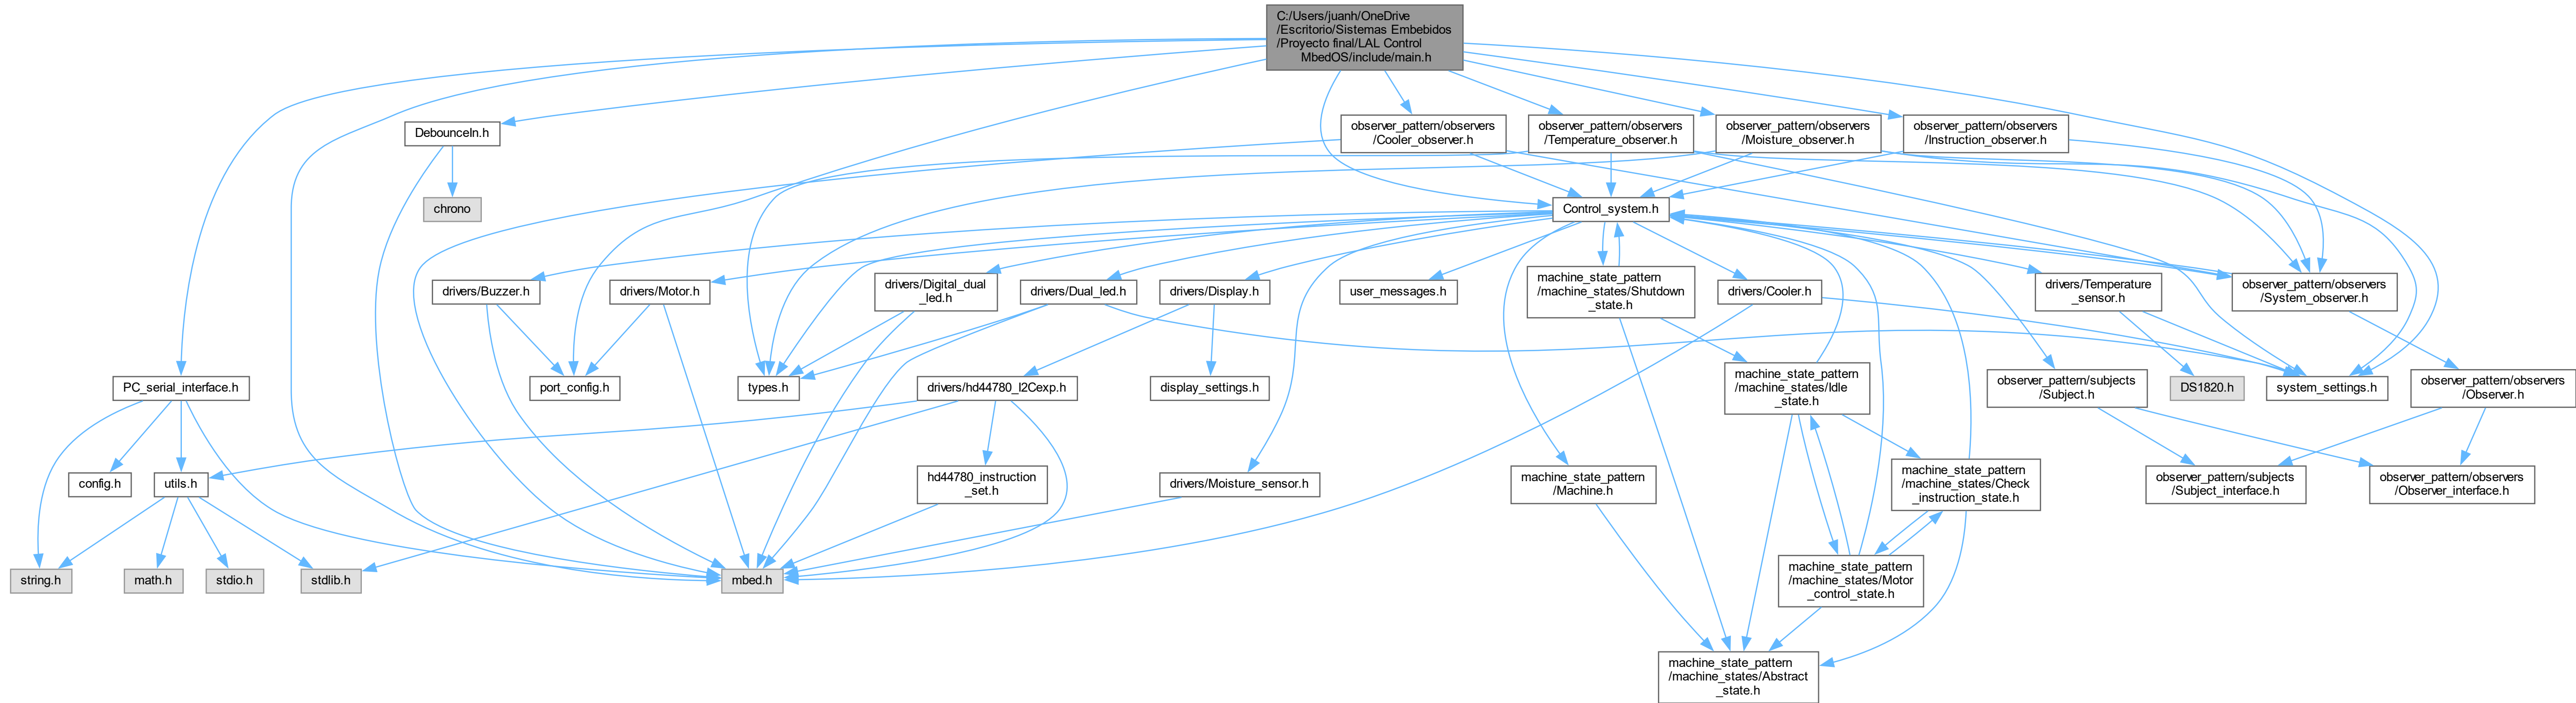 C:/Users/juanh/OneDrive
/Escritorio/Sistemas Embebidos
/Proyecto final/LAL Control
MbedOS/include/main.h
DebounceIn.h
observer_pattern/observers
/Cooler_observer.h
observer_pattern/observers
/Temperature_observer.h
observer_pattern/observers
/Moisture_observer.h
observer_pattern/observers
/Instruction_observer.h
chrono
Control_system.h
drivers/Buzzer.h
drivers/Motor.h
drivers/Digital_dual
_led.h
drivers/Dual_led.h
drivers/Display.h
user_messages.h
machine_state_pattern
/machine_states/Shutdown
_state.h
drivers/Cooler.h
drivers/Temperature
_sensor.h
observer_pattern/observers
/System_observer.h
PC_serial_interface.h
port_config.h
types.h
drivers/hd44780_I2Cexp.h
display_settings.h
machine_state_pattern
/machine_states/Idle
_state.h
observer_pattern/subjects
/Subject.h
DS1820.h
system_settings.h
observer_pattern/observers
/Observer.h
config.h
utils.h
hd44780_instruction
_set.h
drivers/Moisture_sensor.h
machine_state_pattern
/Machine.h
machine_state_pattern
/machine_states/Check
_instruction_state.h
observer_pattern/subjects
/Subject_interface.h
observer_pattern/observers
/Observer_interface.h
string.h
math.h
stdio.h
stdlib.h
mbed.h
machine_state_pattern
/machine_states/Motor
_control_state.h
machine_state_pattern
/machine_states/Abstract
_state.h